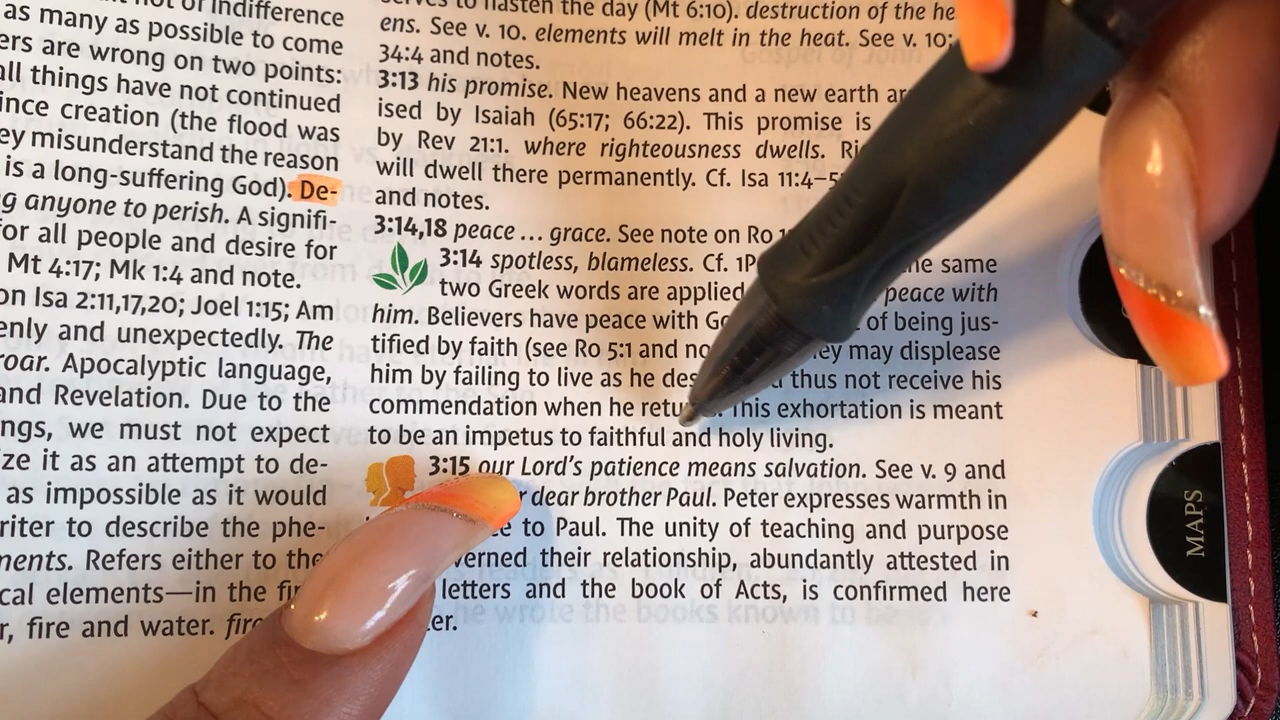 not of indifference
as many as possible to come
ers are wrong on two points:
all things have not continued
ince creation (the flood was
ey misunderstand the reason
is a long-suffering God). De-
g anyone to perish. A signifi-
for all people and desire for
Mt 4:17; Mk 1:4 and note.
on Isa 2:11,17,20; Joel 1:15; Am
enly and unexpectedly. The
roar. Apocalyptic language,
and Revelation. Due to the
ngs, we must not expect
ize it as an attempt to de-
as impossible as it would
riter to describe the phe-
ments. Refers either to the
cal elements—in the
r, fire and water.
to hasten the day (Mt 6:10). destruction of the he
ens. See v. 10. elements will melt in the heat. See v. 10;
34:4 and notes.
3:13 his promise. New heavens and a new earth
ised by Isaiah (65:17; 66:22). This promise is
by Rev 21:1. where righteousness dwells.
will dwell there permanently. Cf. Isa 11:4–5
and notes.
3:14,18 peace ... grace. See note on Ro
3:14 spotless, blameless. Cf. 1P same
two Greek words are applied peace with
him. Believers have peace with of being jus-
tified by faith (see Ro 5:1 and may displease
him by failing to live as he thus not receive his
commendation when he This exhortation is meant
to be an impetus to faithful and holy living.
3:15 our Lord's patience means salvation. See v. 9 and
dear brother Paul. Peter expresses warmth in
to Paul. The unity of teaching and purpose
verned their relationship, abundantly attested in
letters and the book of Acts, is confirmed here
MAPS